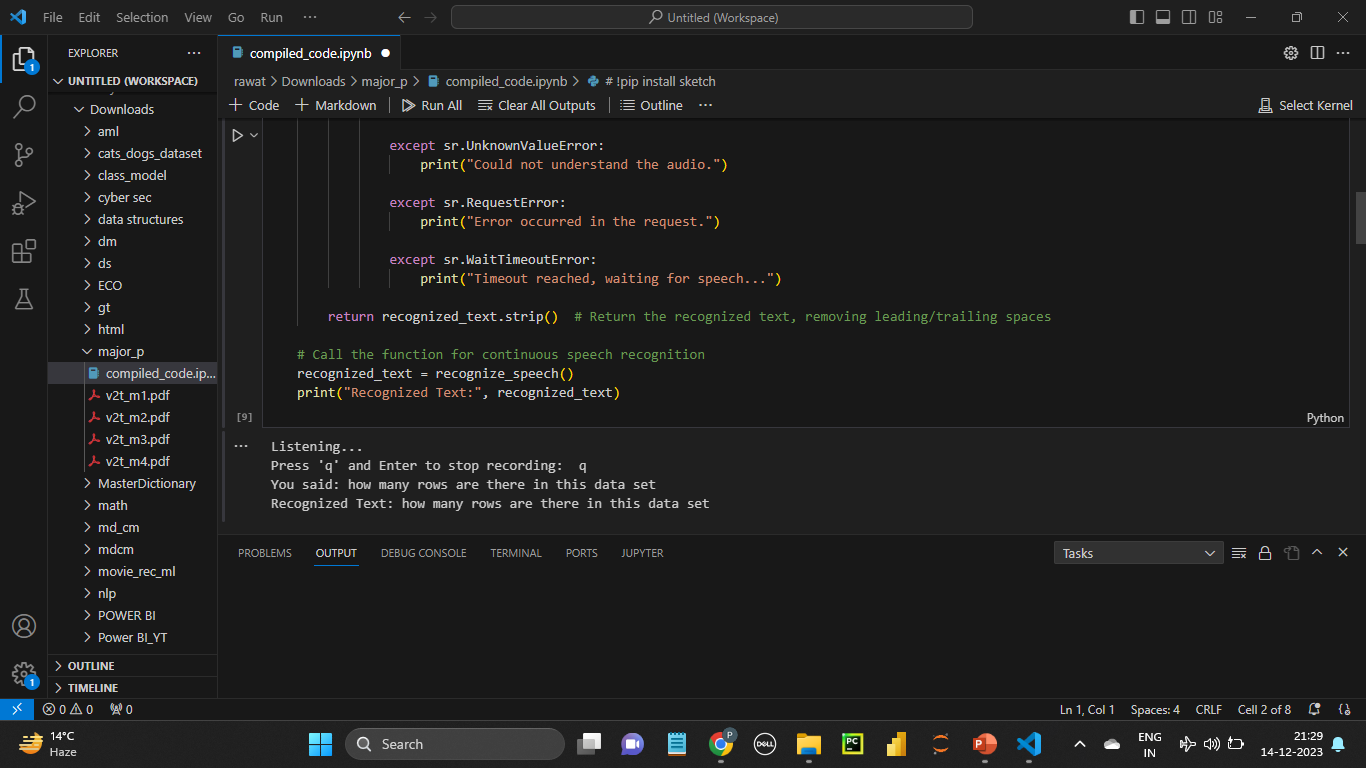 File Edit Selection View Go Run ··· Untitled (Workspace)
EXPLORER ···
UNTITLED (WORKSPACE)
Downloads
aml
cats_dogs_dataset
class_model
cyber sec
data structures
dm
ds
ECO
gt
html
major_p
compiled_code.ip...
v2t_m1.pdf
v2t_m2.pdf
v2t_m3.pdf
v2t_m4.pdf
MasterDictionary
math
md_cm
mdcm
movie_rec_ml
nlp
POWER BI
Power BI_YT
OUTLINE
TIMELINE
1
1
compiled_code.ipynb
rawat > Downloads > major_p > compiled_code.ipynb > # !pip install sketch
+ Code + Markdown Run All Clear All Outputs Outline ··· Select Kernel
except sr.UnknownValueError:
print("Could not understand the audio.")
except sr.RequestError:
print("Error occurred in the request.")
except sr.WaitTimeoutError:
print("Timeout reached, waiting for speech...")
return recognized_text.strip()  # Return the recognized text, removing leading/trailing spaces
# Call the function for continuous speech recognition
recognized_text = recognize_speech()
print("Recognized Text:", recognized_text)
[9] Python
··· Listening...
Press 'q' and Enter to stop recording:  q
You said: how many rows are there in this data set
Recognized Text: how many rows are there in this data set
PROBLEMS OUTPUT DEBUG CONSOLE TERMINAL PORTS JUPYTER Tasks
0 0 0 Ln 1, Col 1 Spaces: 4 CRLF Cell 2 of 8
14°C
Haze
Search
P
DELL
PC
P
ENG
IN
21:29
14-12-2023